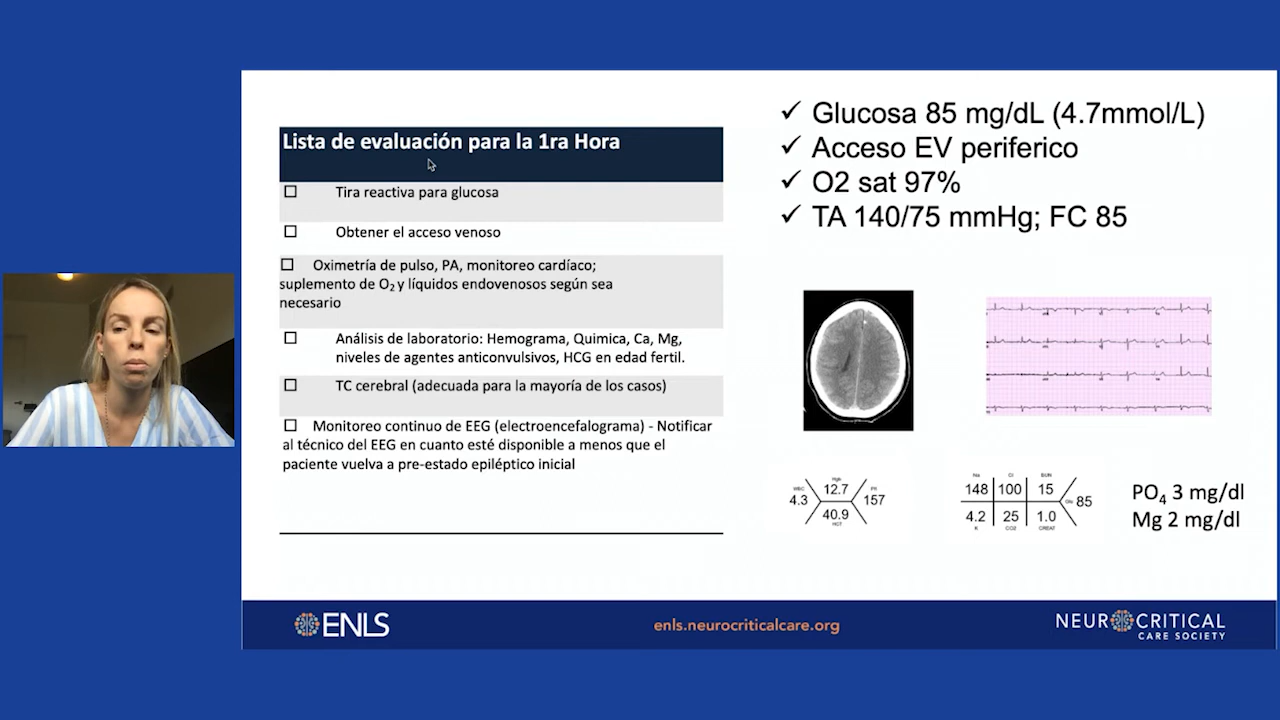 Lista de evaluación para la 1ra Hora
☐ Tira reactiva para glucosa
☐ Obtener el acceso venoso
☐ Oximetría de pulso, PA, monitoreo cardíaco;
suplemento de O₂ y líquidos endovenosos según sea
necesario
☐ Análisis de laboratorio: Hemograma, Quimica, Ca, Mg,
niveles de agentes anticonvulsivos, HCG en edad fertil.
☐ TC cerebral (adecuada para la mayoría de los casos)
☐ Monitoreo continuo de EEG (electroencefalograma) - Notificar
al técnico del EEG en cuanto esté disponible a menos que el
paciente vuelva a pre-estado epiléptico inicial
✓ Glucosa 85 mg/dL (4.7mmol/L)
✓ Acceso EV periferico
✓ O2 sat 97%
✓ TA 140/75 mmHg; FC 85
WBC
4.3
Hgb
12.7
40.9
HCT
Plt
157
Na Cl BUN
148 100 15
Glu 85
4.2 25 1.0
K CO2 CREAT
PO₄ 3 mg/dl
Mg 2 mg/dl
ENLS
enls.neurocriticalcare.org
NEUROCRITICAL
CARE SOCIETY